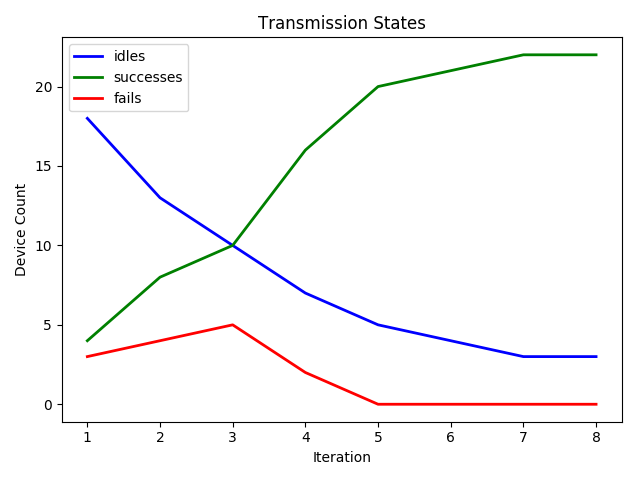 Transmission States
idles
successes
fails
Device Count
20
15
10
5
0
1 2 3 4 5 6 7 8
Iteration